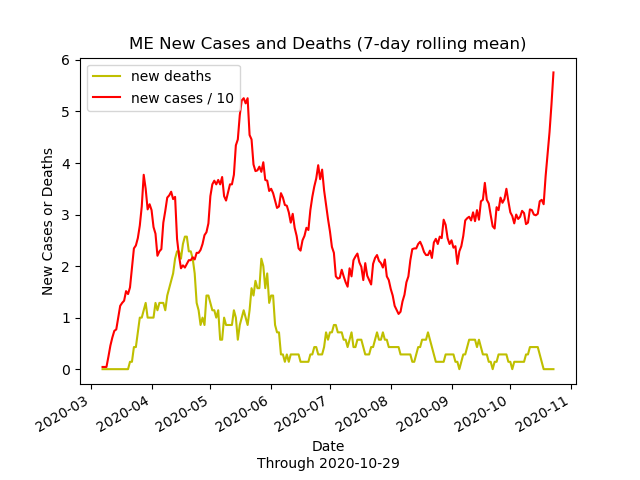 ME New Cases and Deaths (7-day rolling mean)
new deaths
new cases / 10
New Cases or Deaths
6
5
4
3
2
1
0
2020-03
2020-04
2020-05
2020-06
2020-07
2020-08
2020-09
2020-10
2020-11
Date
Through 2020-10-29